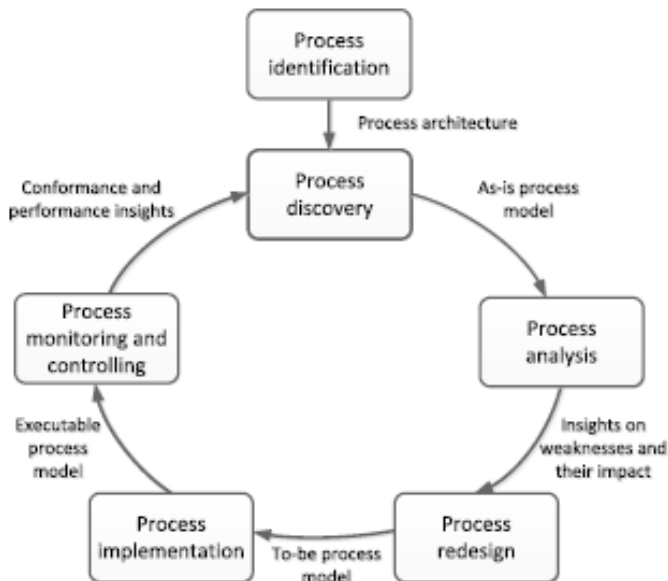 Process
identification
Process architecture
Process
discovery
As-is process
model
Process
analysis
Insights on
weaknesses and
their impact
Process
redesign
To-be process
model
Process
implementation
Executable
process
model
Process
monitoring and
controlling
Conformance and
performance insights